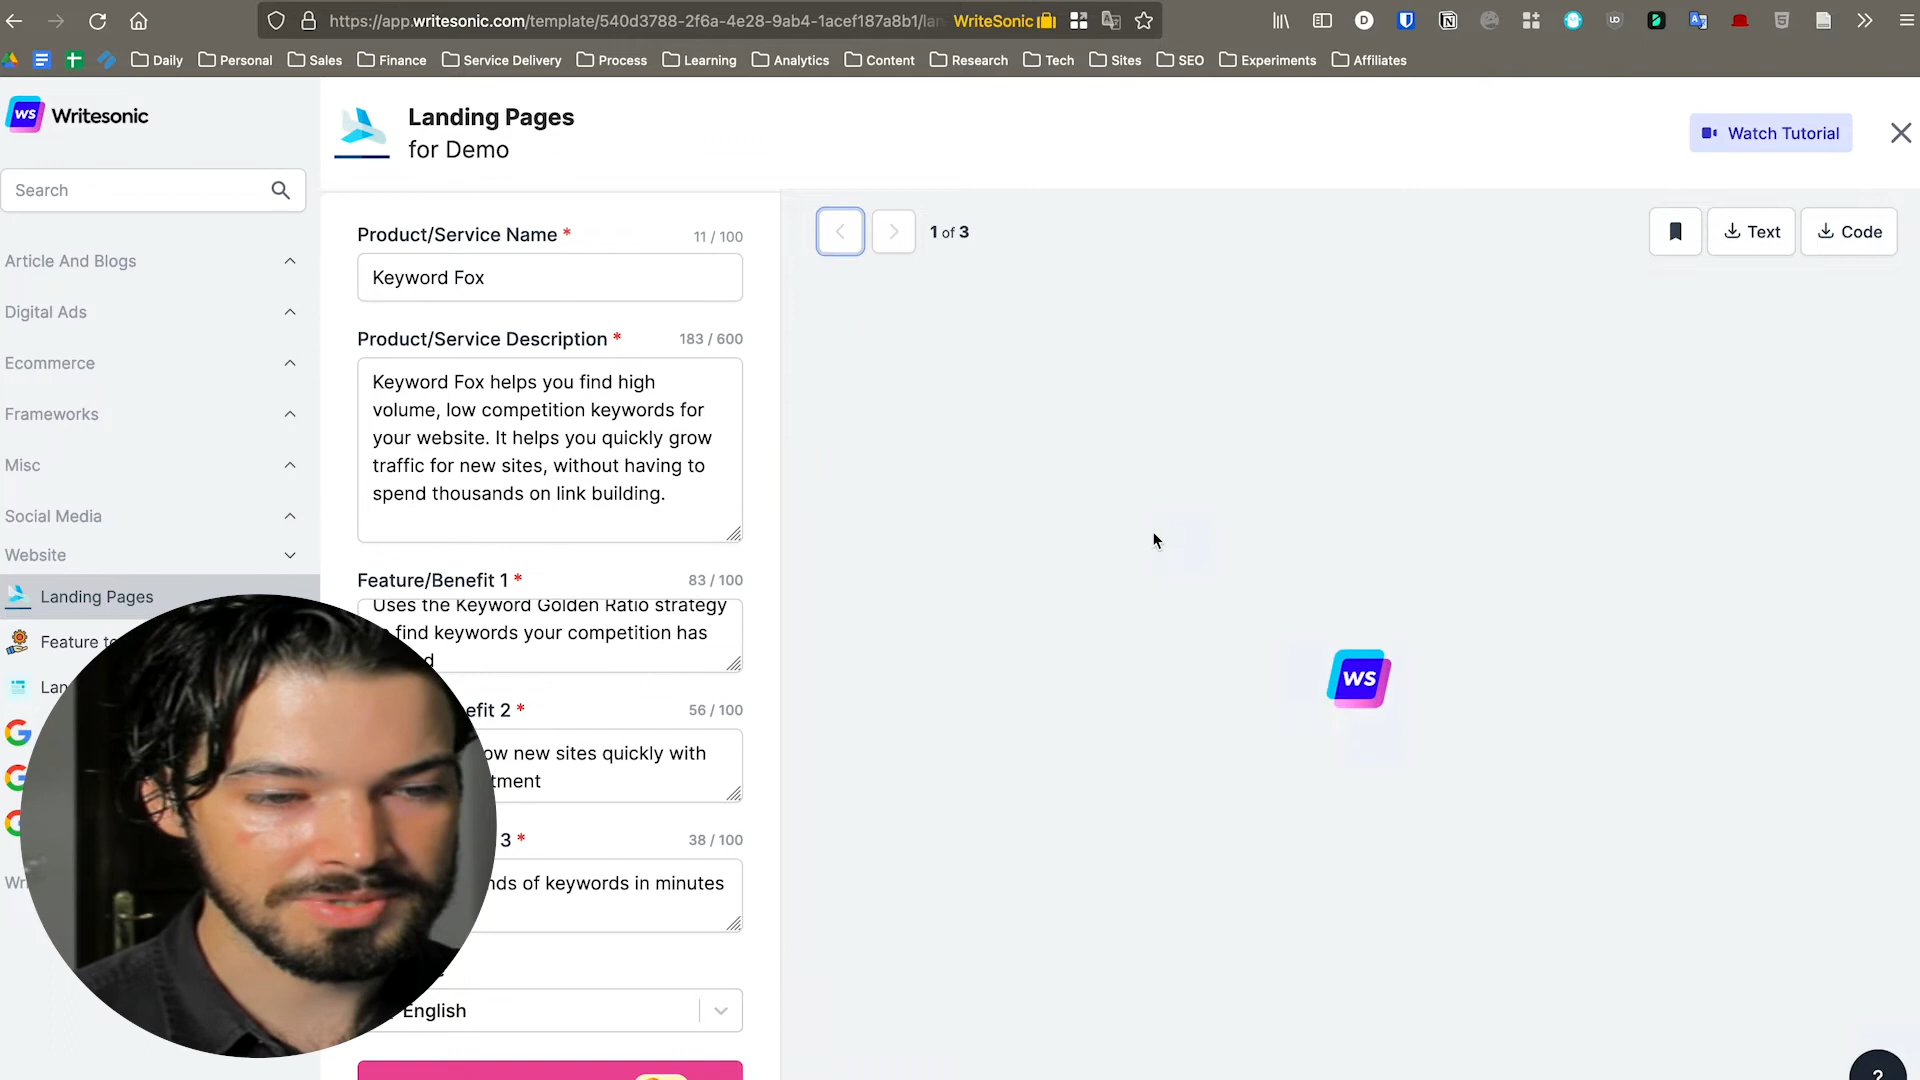 https://app.writesonic.com/template/540d3788-2f6a-4e28-9ab4-1acef187a8b1/lan
WriteSonic
Daily
Personal
Sales
Finance
Service Delivery
Process
Learning
Analytics
Content
Research
Tech
Sites
SEO
Experiments
Affiliates
WS
Writesonic
Landing Pages
for Demo
Watch Tutorial
Search
Article And Blogs
Digital Ads
Ecommerce
Frameworks
Misc
Social Media
Website
Landing Pages
Feature
Product/Service Name *
11 / 100
Keyword Fox
Product/Service Description *
183 / 600
Keyword Fox helps you find high
volume, low competition keywords for
your website. It helps you quickly grow
traffic for new sites, without having to
spend thousands on link building.
Feature/Benefit 1 *
83 / 100
Uses the Keyword Golden Ratio strategy
find keywords your competition has
efit 2 *
56 / 100
ow new sites quickly with
tment
3 *
38 / 100
nds of keywords in minutes
English
1 of 3
Text
Code
WS
?